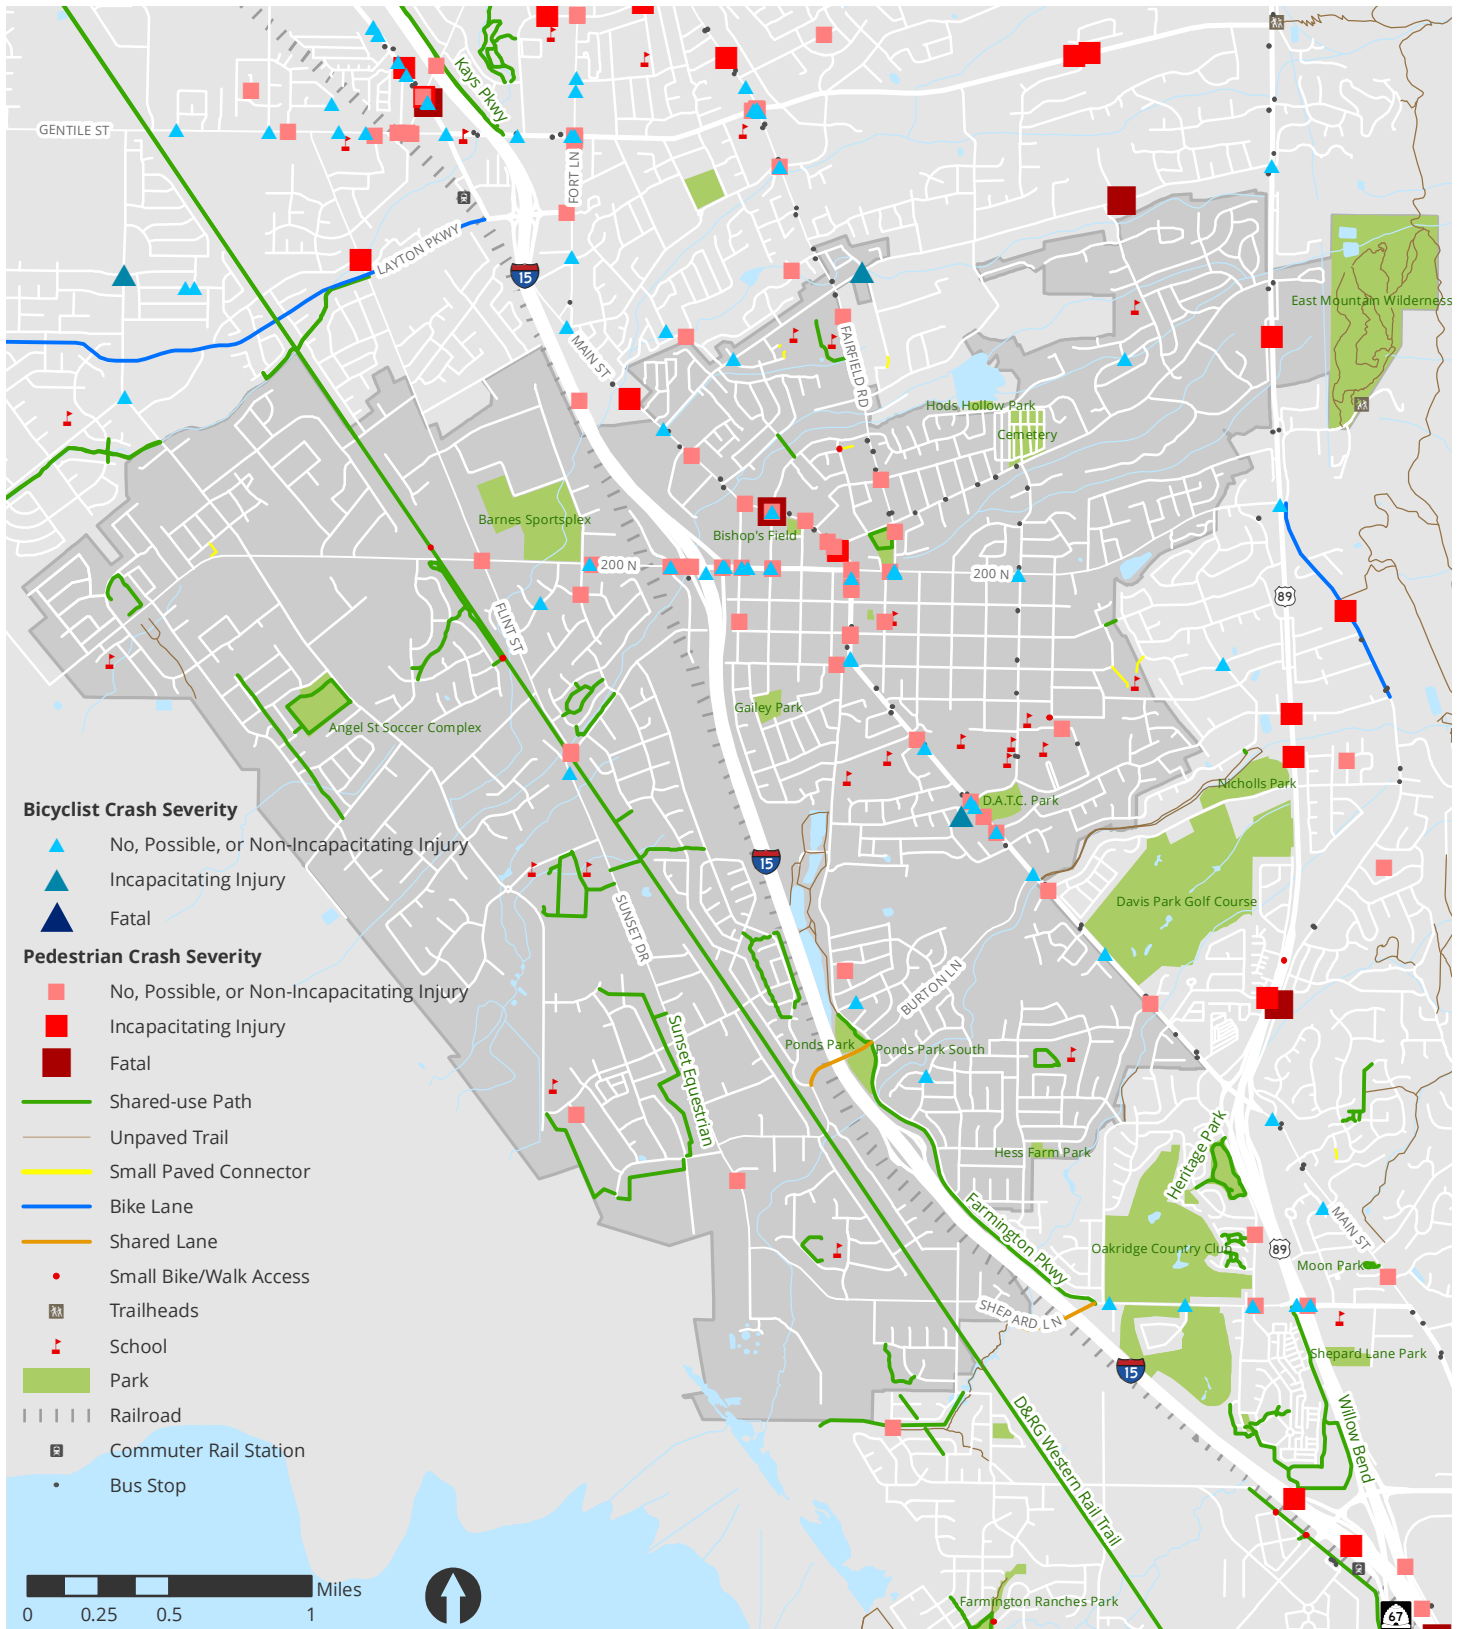 Kays Pkwy
GENTILE ST
FORT LN
LAYTON PKWY
15
East Mountain Wilderness
MAIN ST
FAIRFIELD RD
Hods Hollow Park
Cemetery
Barnes Sportsplex
Bishop's Field
200 N
200 N
89
FLINT ST
Gailey Park
Angel St Soccer Complex
Nicholls Park
D.A.T.C. Park
15
Davis Park Golf Course
SUNSET DR
BURTON LN
Sunset Equestrian
Ponds Park
Ponds Park South
Hess Farm Park
Heritage Park
Farmington Pkwy
MAIN ST
Oakridge Country Club
89
Moon Park
SHEPARD LN
15
Shepard Lane Park
D&RG Western Rail Trail
Willow Bend
Farmington Ranches Park
67
Bicyclist Crash Severity
No, Possible, or Non-Incapacitating Injury
Incapacitating Injury
Fatal
Pedestrian Crash Severity
No, Possible, or Non-Incapacitating Injury
Incapacitating Injury
Fatal
Shared-use Path
Unpaved Trail
Small Paved Connector
Bike Lane
Shared Lane
Small Bike/Walk Access
Trailheads
School
Park
Railroad
Commuter Rail Station
Bus Stop
Miles
0 0.25 0.5 1